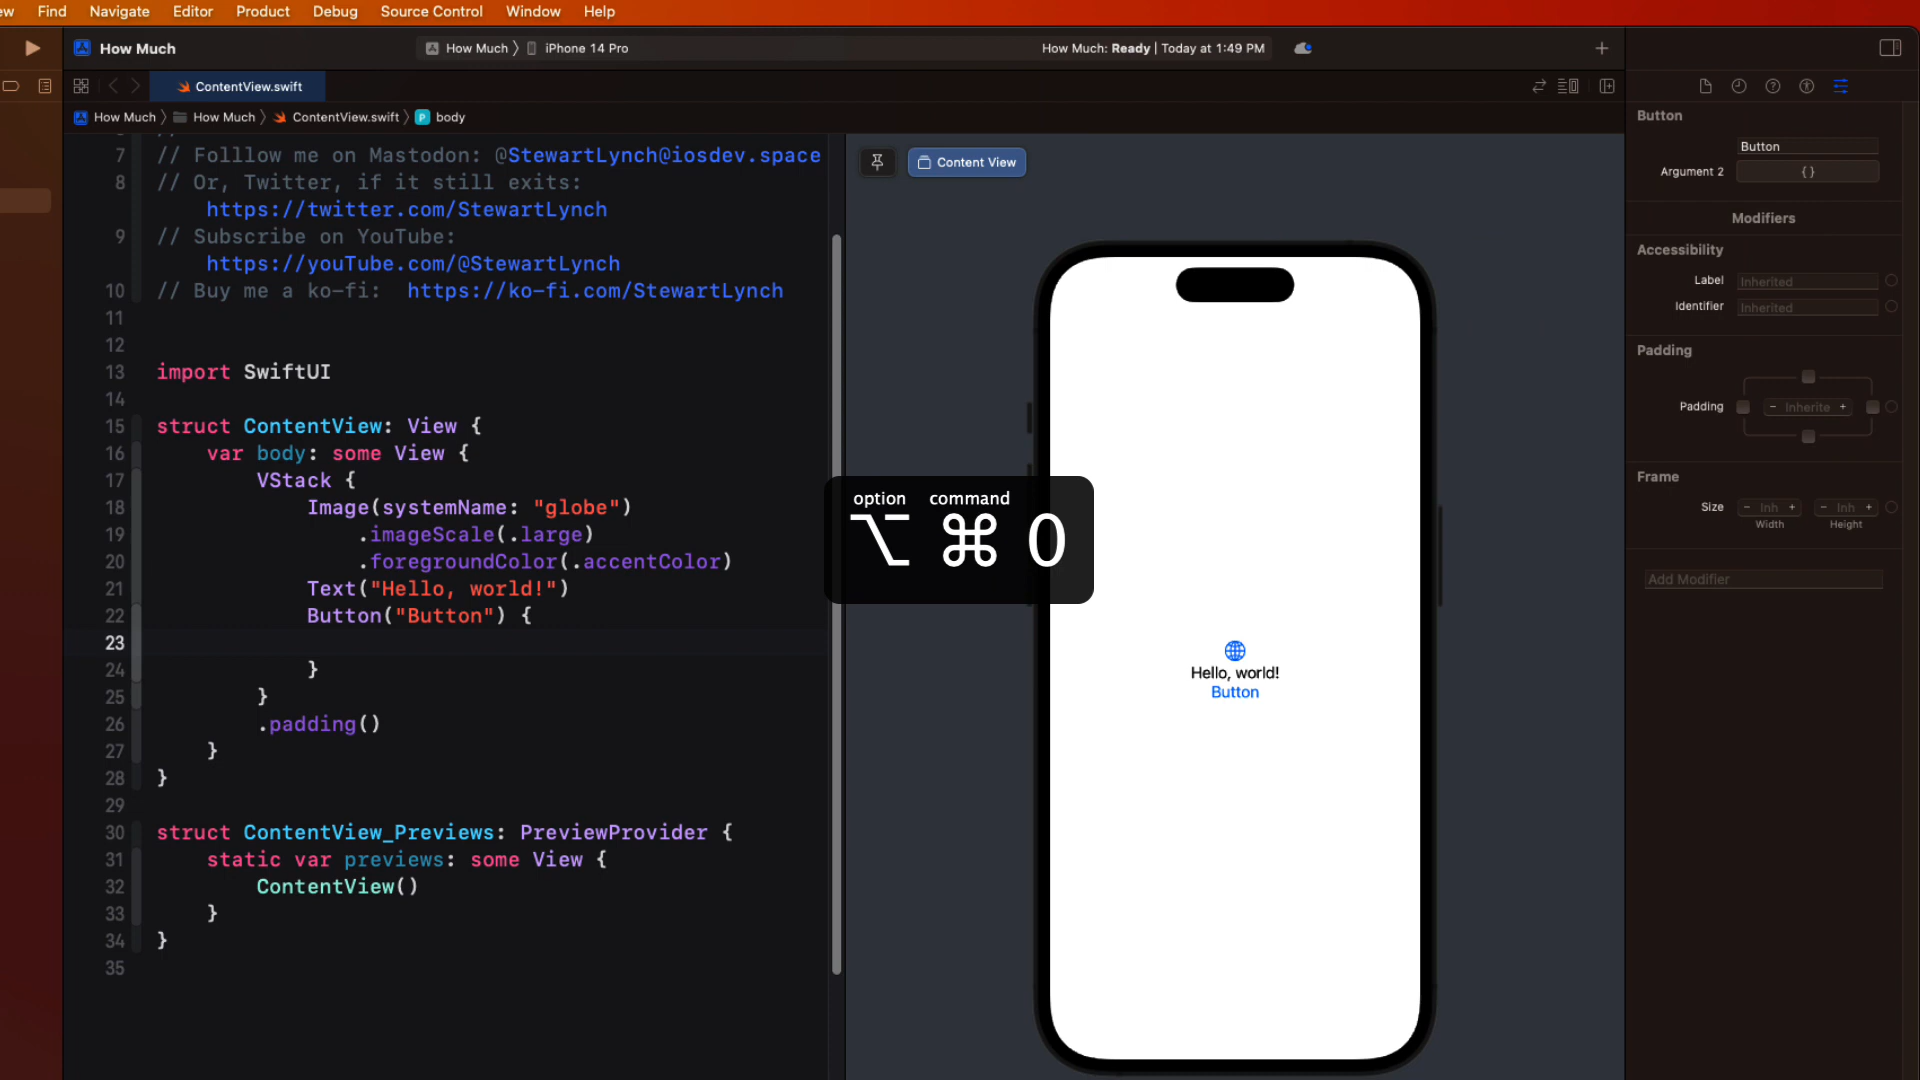 Find Navigate Editor Product Debug Source Control Window Help
How Much
How Much 〉 iPhone 14 Pro
How Much: Ready | Today at 1:49 PM
ContentView.swift
How Much 〉 How Much 〉 ContentView.swift 〉 P body
7 // Folllow me on Mastodon: @StewartLynch@iosdev.space
8 // Or, Twitter, if it still exits:
https://twitter.com/StewartLynch
9 // Subscribe on YouTube:
https://youTube.com/@StewartLynch
10 // Buy me a ko-fi:  https://ko-fi.com/StewartLynch
11
12
13 import SwiftUI
14
15 struct ContentView: View {
16 var body: some View {
17 VStack {
18 Image(systemName: "globe")
19 .imageScale(.large)
20 .foregroundColor(.accentColor)
21 Text("Hello, world!")
22 Button("Button") {
23
24 }
25 }
26 .padding()
27 }
28 }
29
30 struct ContentView_Previews: PreviewProvider {
31 static var previews: some View {
32 ContentView()
33 }
34 }
35
Content View
Hello, world!
Button
option command
⌥ ⌘ 0
Button
Button
Argument 2 { }
Modifiers
Accessibility
Label Inherited
Identifier Inherited
Padding
Padding - Inherite +
Frame
Size - Inh + - Inh +
Width Height
Add Modifier